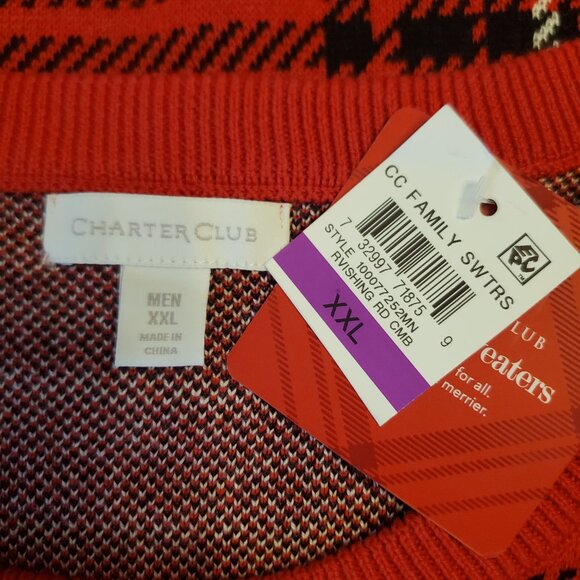 CHARTER CLUB
MEN
XXL
MADE IN
CHINA
CC FAMILY SWTRS
7 32997 71875 9
STYLE 100077252MN
RVISHING RD CMB
XXL
EPC
CLUB
for all.
merrier.